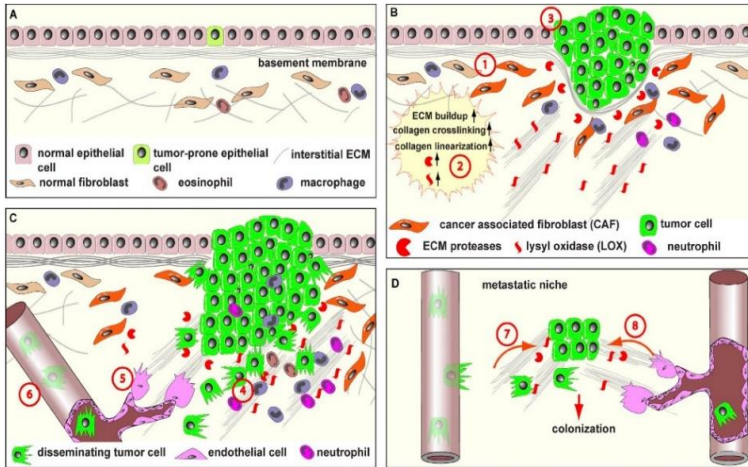 A
basement membrane
normal epithelial cell
tumor-prone epithelial cell
interstitial ECM
normal fibroblast
eosinophil
macrophage
B
3
1
ECM buildup
collagen crosslinking
collagen linearization
2
cancer associated fibroblist (CAF)
tumor cell
ECM proteases
lysyl oxidase (LOX)
neutrophil
C
5
6
4
disseminating tumor cell
endothelial cell
neutrophil
D
metastatic niche
7
8
6
colonization